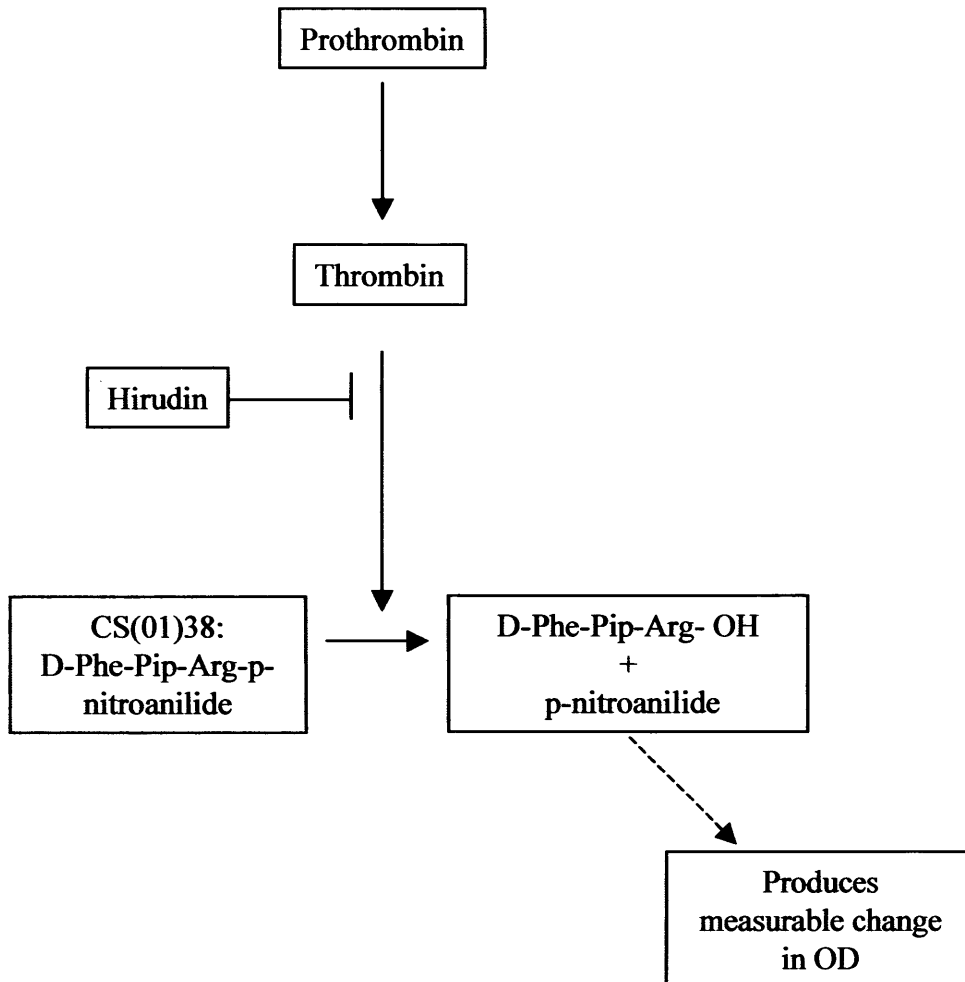 Prothrombin
Thrombin
Hirudin
CS(01)38:
D-Phe-Pip-Arg-p-
nitroanilide
D-Phe-Pip-Arg- OH
+
p-nitroanilide
Produces
measurable change
in OD